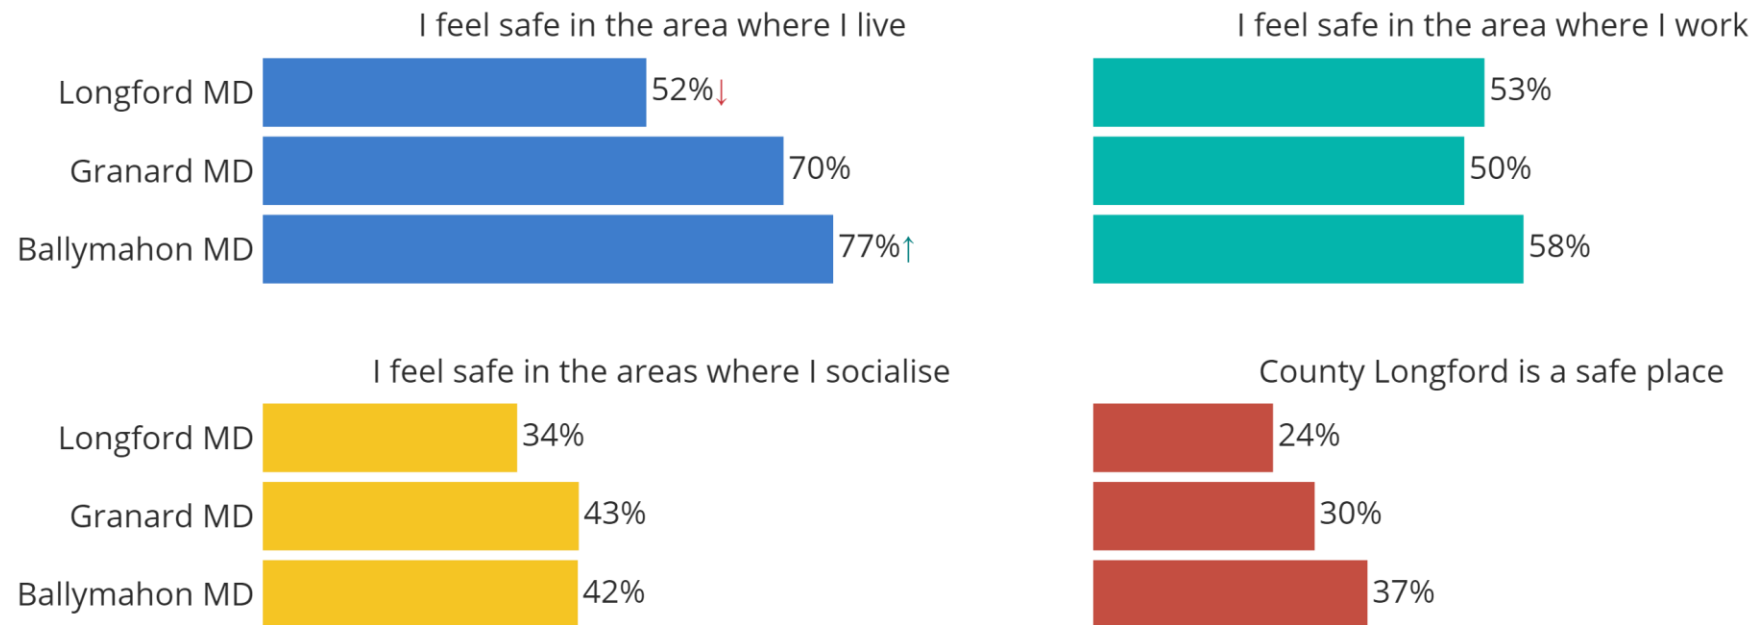 I feel safe in the area where I live
Longford MD 52%↓
Granard MD 70%
Ballymahon MD 77%↑
I feel safe in the area where I work
53%
50%
58%
I feel safe in the areas where I socialise
Longford MD 34%
Granard MD 43%
Ballymahon MD 42%
County Longford is a safe place
24%
30%
37%